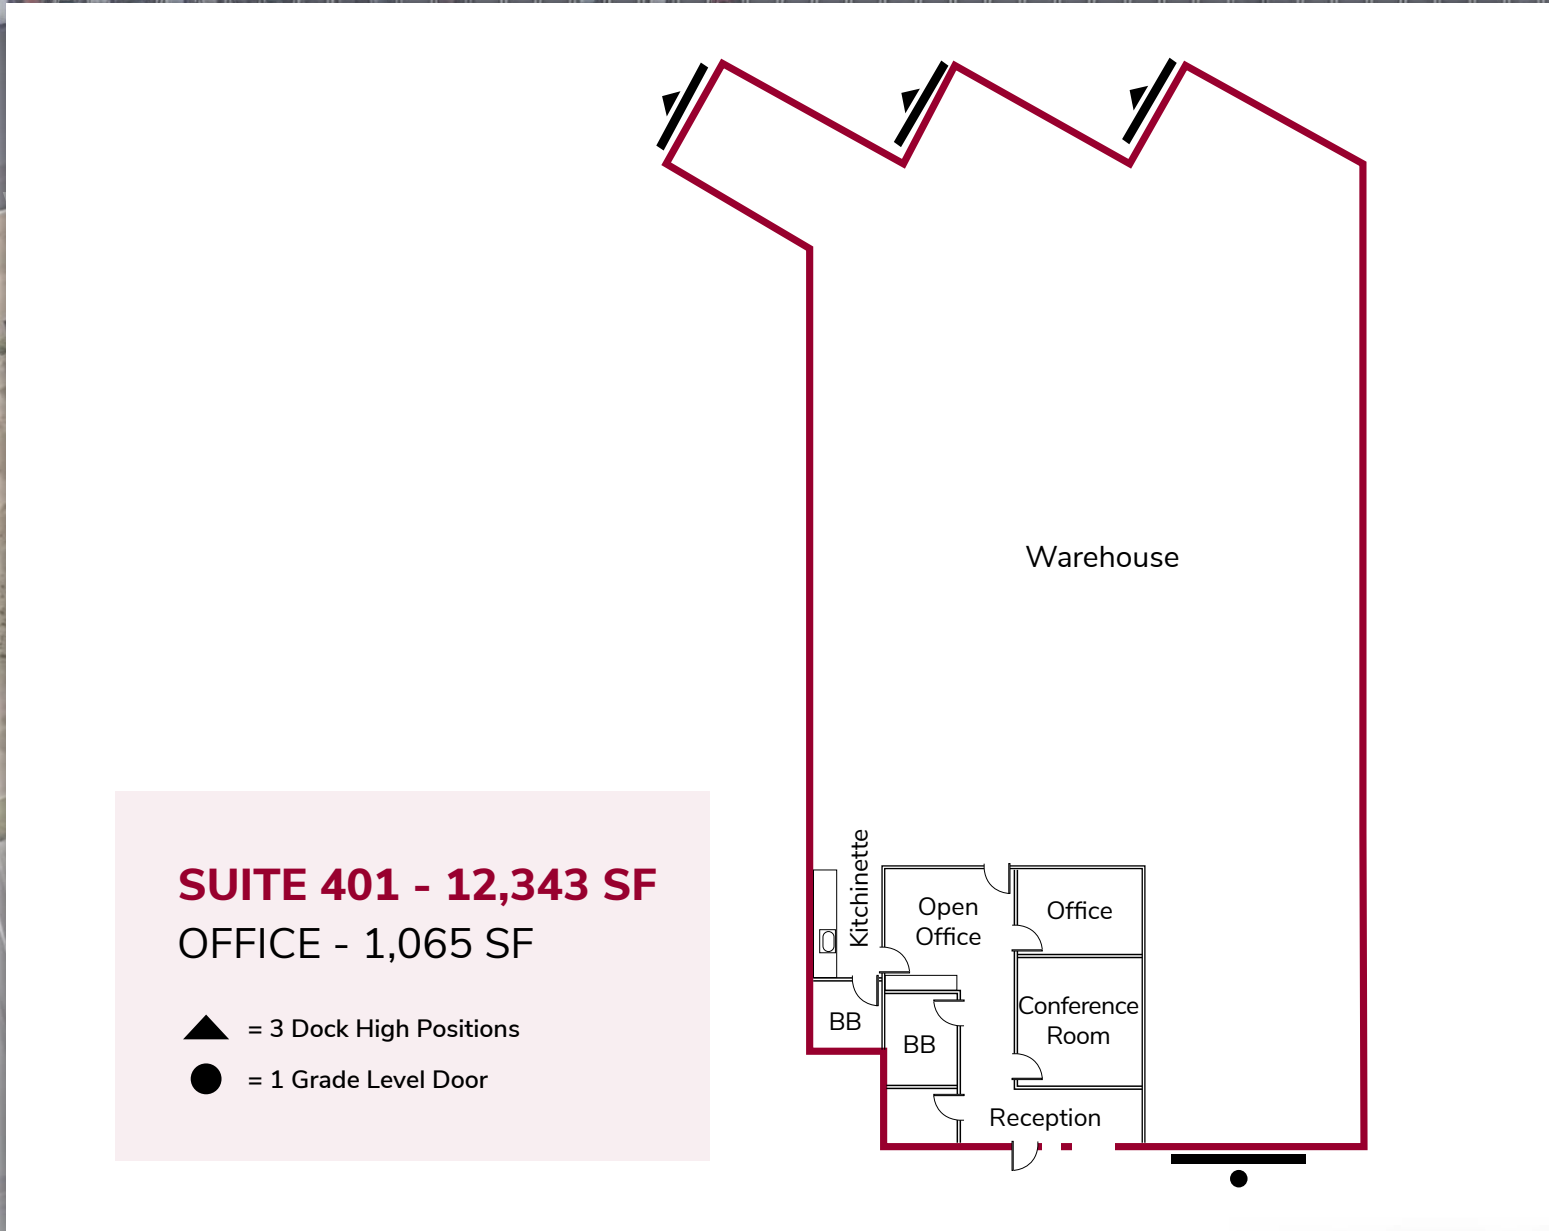 Warehouse
Kitchinette
Open
Office
Office
Conference
Room
BB
BB
Reception
SUITE 401 - 12,343 SF
OFFICE - 1,065 SF
= 3 Dock High Positions
= 1 Grade Level Door